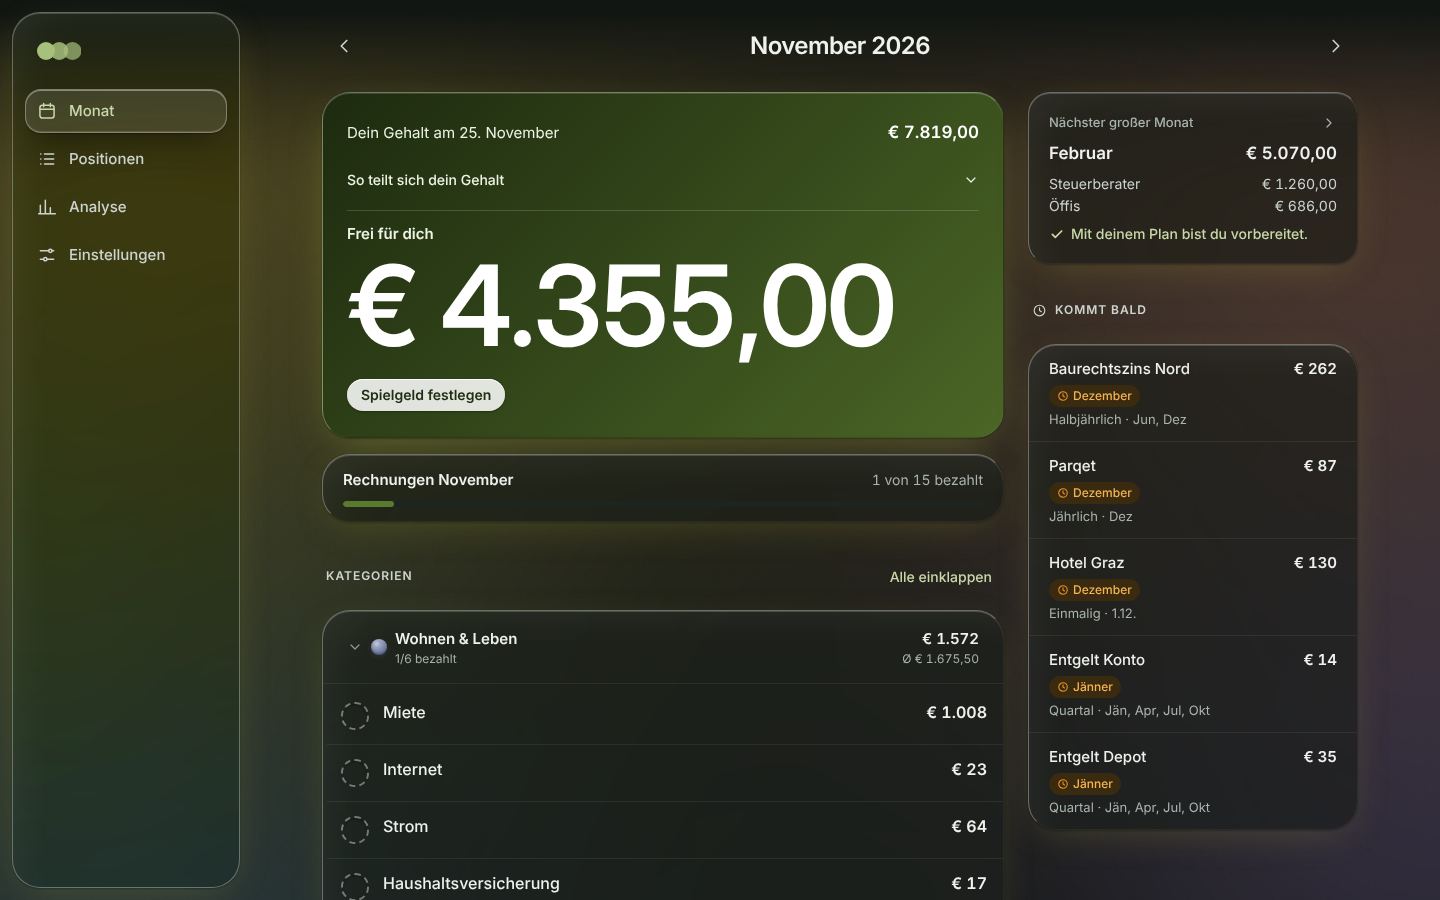 Monat
Positionen
Analyse
Einstellungen
November 2026
Dein Gehalt am 25. November € 7.819,00
So teilt sich dein Gehalt
Frei für dich
€ 4.355,00
Spielgeld festlegen
Rechnungen November 1 von 15 bezahlt
KATEGORIEN Alle einklappen
Wohnen & Leben € 1.572
1/6 bezahlt Ø € 1.675,50
Miete € 1.008
Internet € 23
Strom € 64
Haushaltsversicherung € 17
Nächster großer Monat
Februar € 5.070,00
Steuerberater € 1.260,00
Öffis € 686,00
Mit deinem Plan bist du vorbereitet.
KOMMT BALD
Baurechtszins Nord € 262
Dezember
Halbjährlich · Jun, Dez
Parqet € 87
Dezember
Jährlich · Dez
Hotel Graz € 130
Dezember
Einmalig · 1.12.
Entgelt Konto € 14
Jänner
Quartal · Jän, Apr, Jul, Okt
Entgelt Depot € 35
Jänner
Quartal · Jän, Apr, Jul, Okt